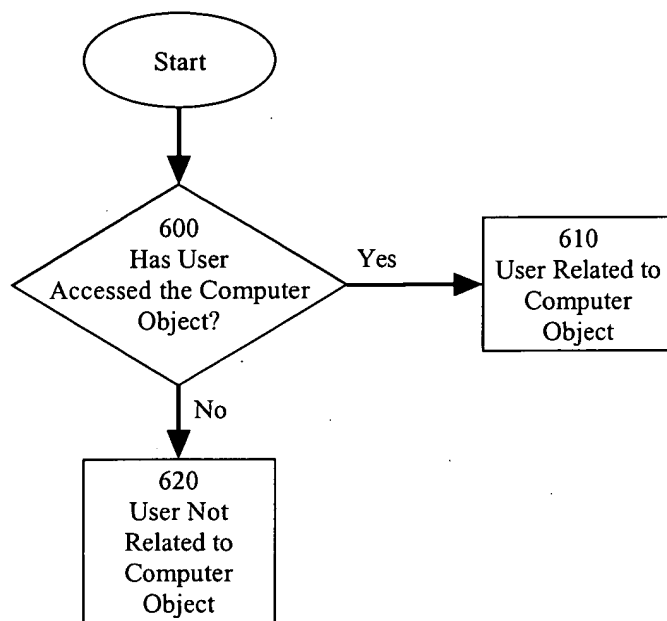 Start
600
Has User
Accessed the Computer
Object?
Yes
610
User Related to
Computer
Object
No
620
User Not
Related to
Computer
Object